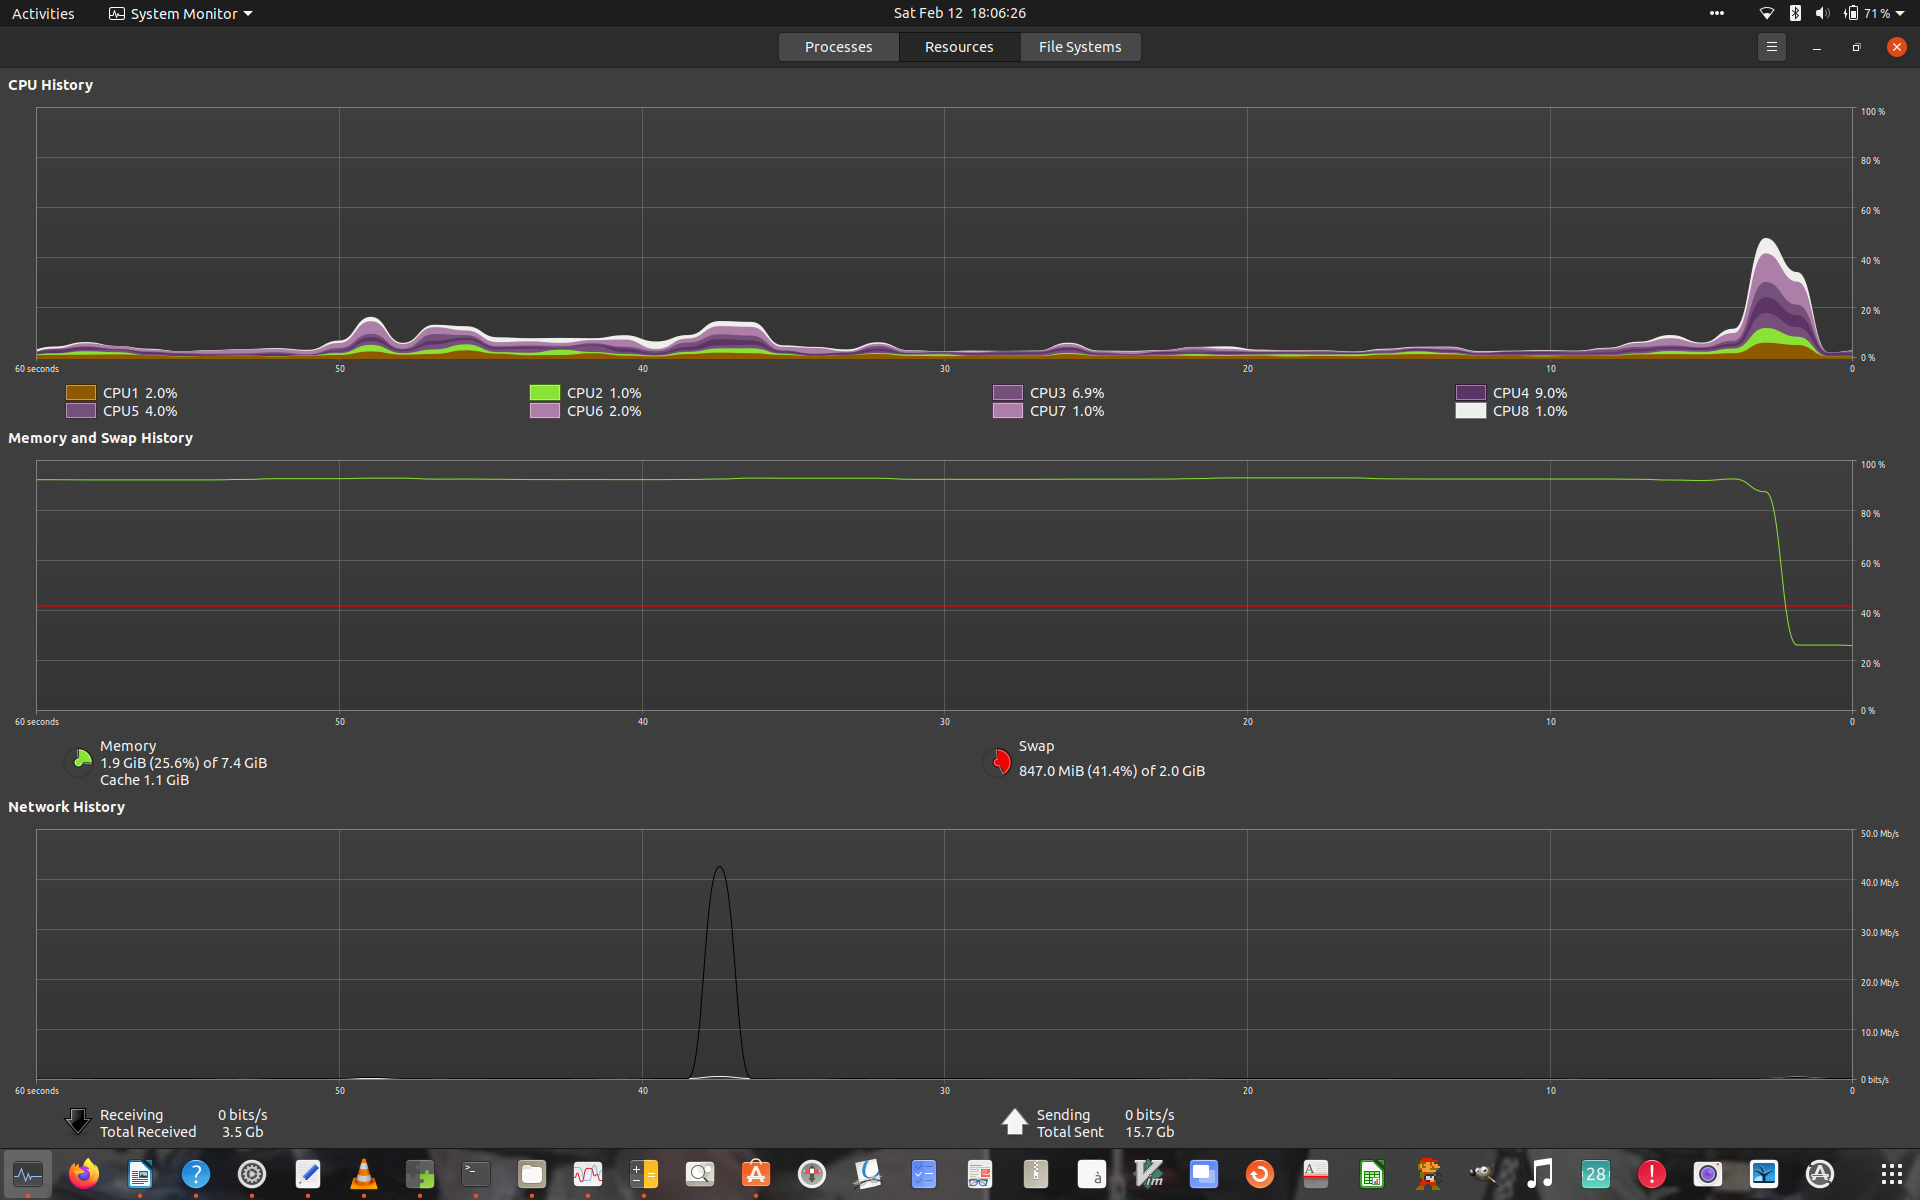 Activities System Monitor Sat Feb 12 18:06:26 71 %
Processes Resources File Systems
CPU History
100 %
80 %
60 %
40 %
20 %
0 %
60 seconds 50 40 30 20 10 0
CPU1 2.0% CPU2 1.0% CPU3 6.9% CPU4 9.0%
CPU5 4.0% CPU6 2.0% CPU7 1.0% CPU8 1.0%
Memory and Swap History
100 %
80 %
60 %
40 %
20 %
0 %
60 seconds 50 40 30 20 10 0
Memory
1.9 GiB (25.6%) of 7.4 GiB
Cache 1.1 GiB
Swap
847.0 MiB (41.4%) of 2.0 GiB
Network History
50.0 Mb/s
40.0 Mb/s
30.0 Mb/s
20.0 Mb/s
10.0 Mb/s
0 bits/s
60 seconds 50 40 30 20 10 0
Receiving 0 bits/s
Total Received 3.5 Gb
Sending 0 bits/s
Total Sent 15.7 Gb
? >_ A à Vim A 28 !